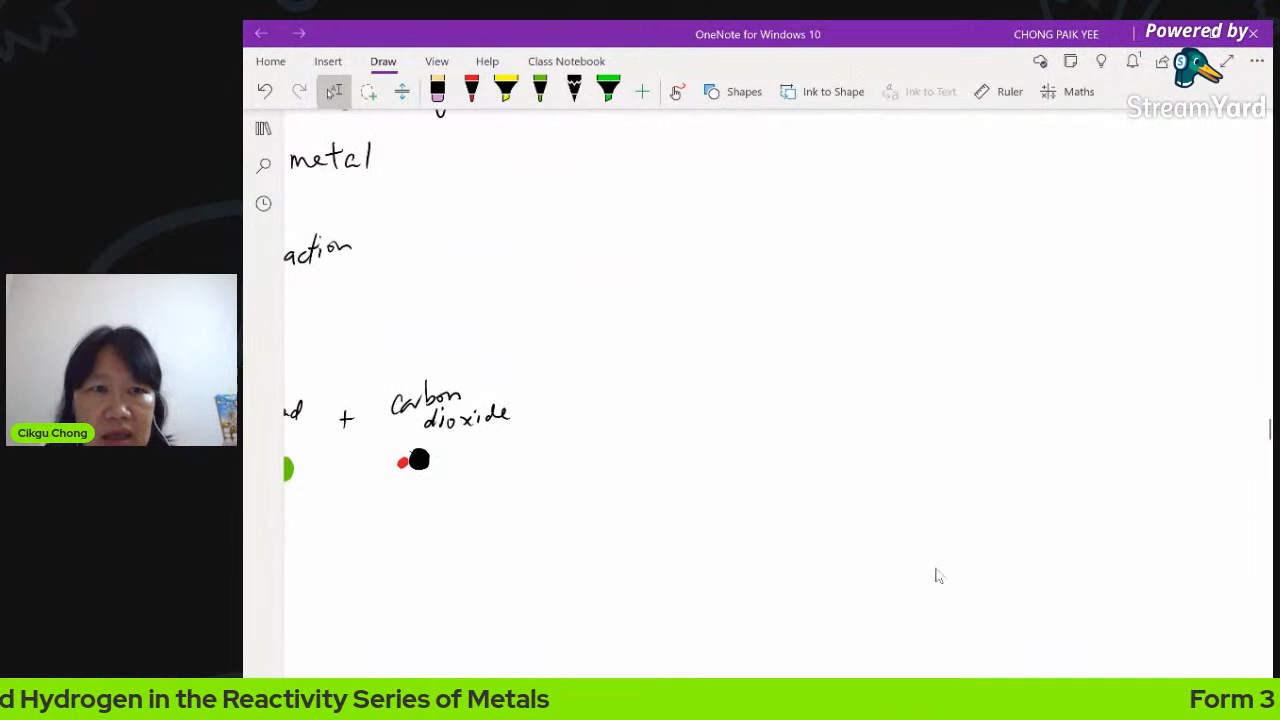 OneNote for Windows 10
CHONG PAIK YEE
Powered by
StreamYard
Home Insert Draw View Help Class Notebook
Shapes Ink to Shape Ink to Text Ruler Maths
metal
action
+ carbon
dioxide
Cikgu Chong
d Hydrogen in the Reactivity Series of Metals
Form 3